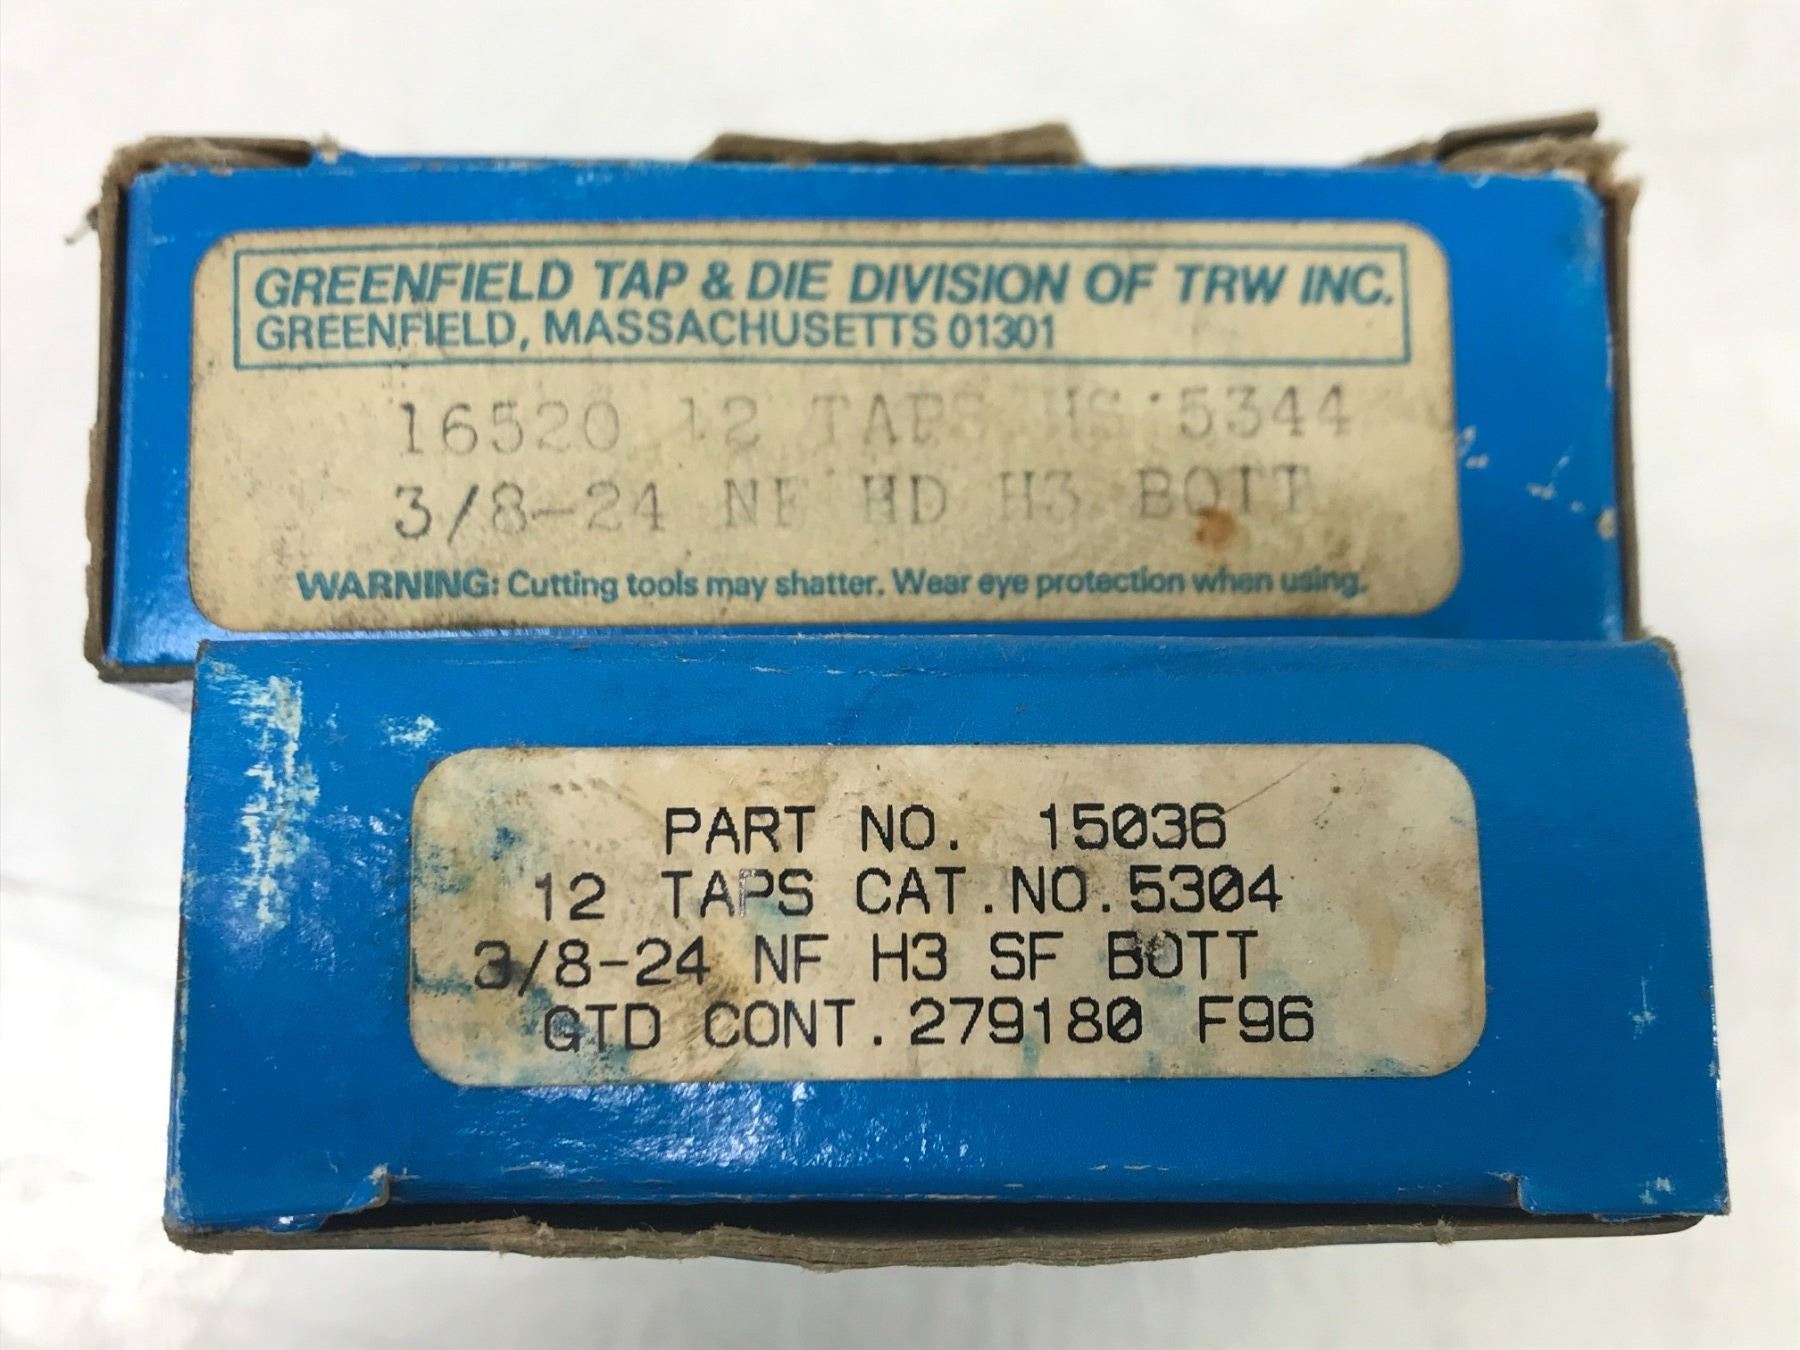 GREENFIELD TAP & DIE DIVISION OF TRW INC.
GREENFIELD, MASSACHUSETTS 01301
16520 12 TAPS HS 5344
3/8-24 NF HD H3 BOTT
WARNING: Cutting tools may shatter. Wear eye protection when using.
PART NO. 15036
12 TAPS CAT.NO.5304
3/8-24 NF H3 SF BOTT
GTD CONT.279180 F96